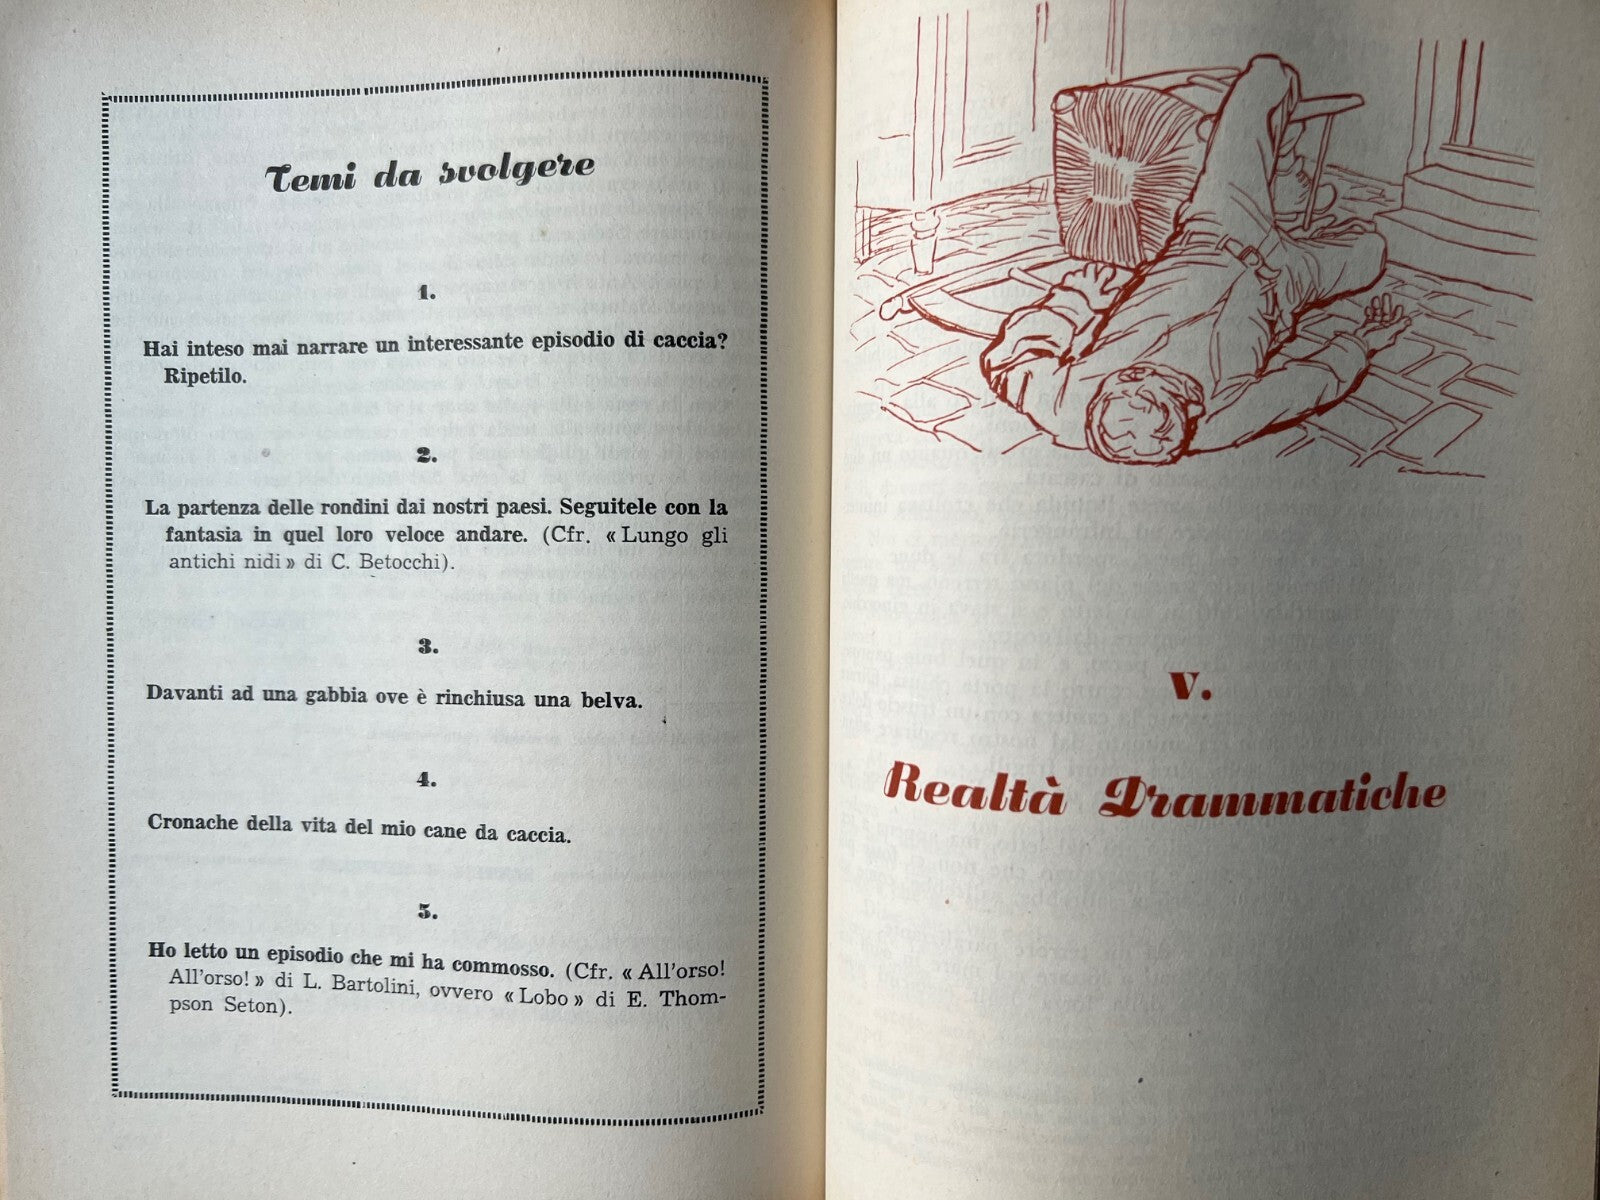 Temi da svolgere
1.
Hai inteso mai narrare un interessante episodio di caccia?
Ripetilo.
2.
La partenza delle rondini dai nostri paesi. Seguitele con la
fantasia in quel loro veloce andare. (Cfr. « Lungo gli
antichi nidi » di C. Betocchi).
3.
Davanti ad una gabbia ove è rinchiusa una belva.
4.
Cronache della vita del mio cane da caccia.
5.
Ho letto un episodio che mi ha commosso. (Cfr. « All'orso!
All'orso! » di L. Bartolini, ovvero « Lobo » di E. Thom-
pson Seton).
V.
Realtà Drammatiche